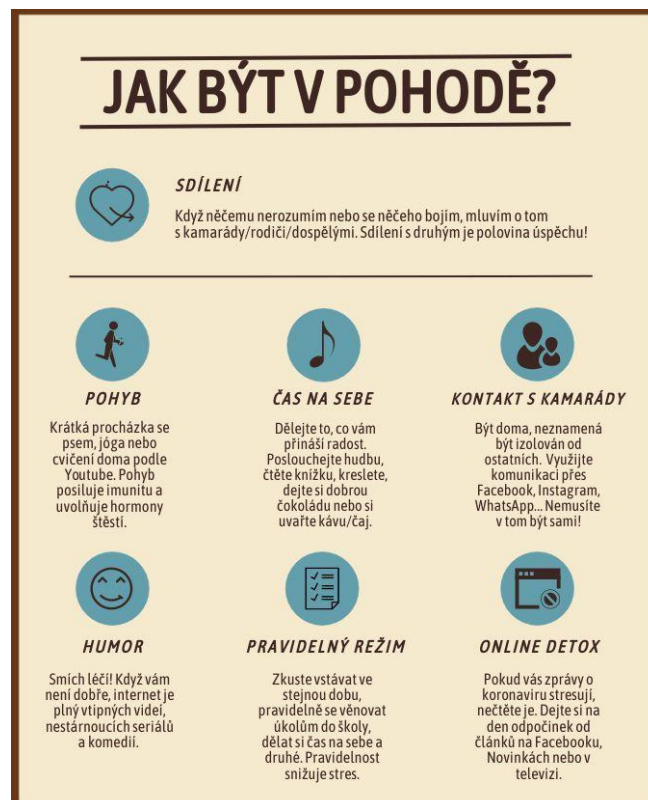 JAK BÝT V POHODĚ?
SDÍLENÍ
Když něčemu nerozumím nebo se něčeho bojím, mluvím o tom
s kamarády/rodiči/dospělými. Sdílení s druhým je polovina úspěchu!
POHYB
Krátká procházka se
psem, jóga nebo
cvičení doma podle
Youtube. Pohyb
posiluje imunitu a
uvolňuje hormony
štěstí.
ČAS NA SEBE
Dělejte to, co vám
přináší radost.
Poslouchejte hudbu,
čtěte knížku, kreslete,
dejte si dobrou
čokoládu nebo si
uvařte kávu/čaj.
KONTAKT S KAMARÁDY
Být doma, neznamená
být izolován od
ostatních. Využijte
komunikaci přes
Facebook, Instagram,
WhatsApp... Nemusíte
v tom být sami!
HUMOR
Smích léčí! Když vám
není dobře, internet je
plný vtipných videí,
nestárnoucích seriálů
a komedií.
PRAVIDELNÝ REŽIM
Zkuste vstávat ve
stejnou dobu,
pravidelně se věnovat
úkolům do školy,
dělat si čas na sebe a
druhé. Pravidelnost
snižuje stres.
ONLINE DETOX
Pokud vás zprávy o
koronaviru stresují,
nečtěte je. Dejte si na
den odpočinek od
článků na Facebooku,
Novinkách nebo v
televizi.